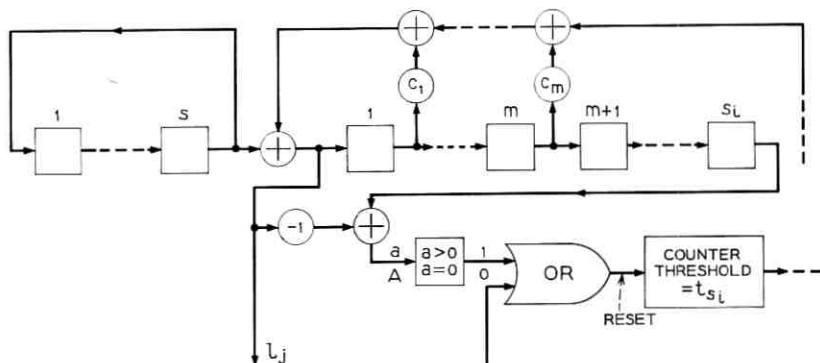 + +
C1 Cm
1 S + 1 m m+1 Si
-1 +
a A
a>0
a=0
1
0
OR
RESET
COUNTER
THRESHOLD
=tsi
lj